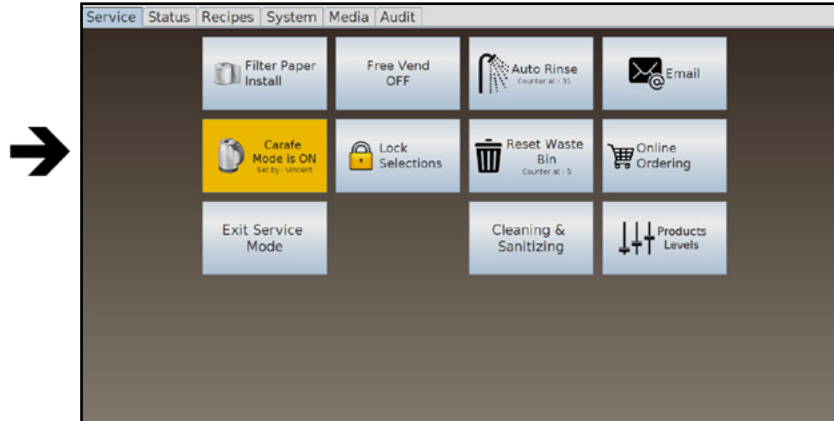 Service Status Recipes System Media Audit
Filter Paper
Install
Free Vend
OFF
Auto Rinse
Counter at : 31
Email
Carafe
Mode is ON
Set by : Vincent
Lock
Selections
Reset Waste
Bin
Counter at : 5
Online
Ordering
Exit Service
Mode
Cleaning &
Sanitizing
Products
Levels